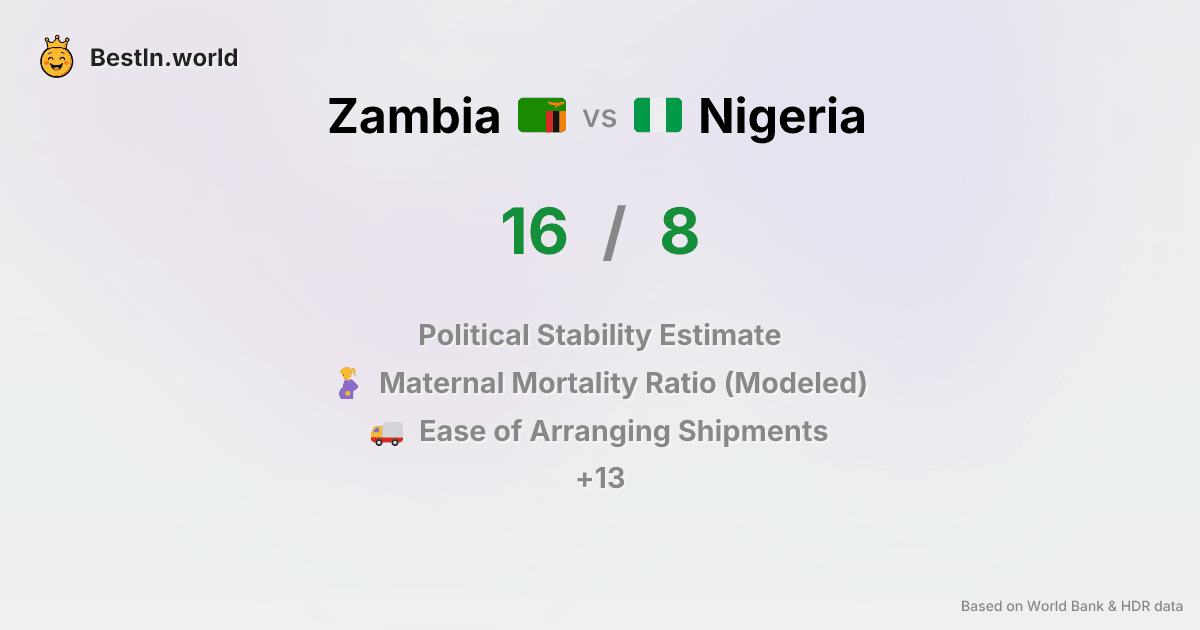 BestIn.world
Zambia vs Nigeria
16 / 8
Political Stability Estimate
Maternal Mortality Ratio (Modeled)
Ease of Arranging Shipments
+13
Based on World Bank & HDR data